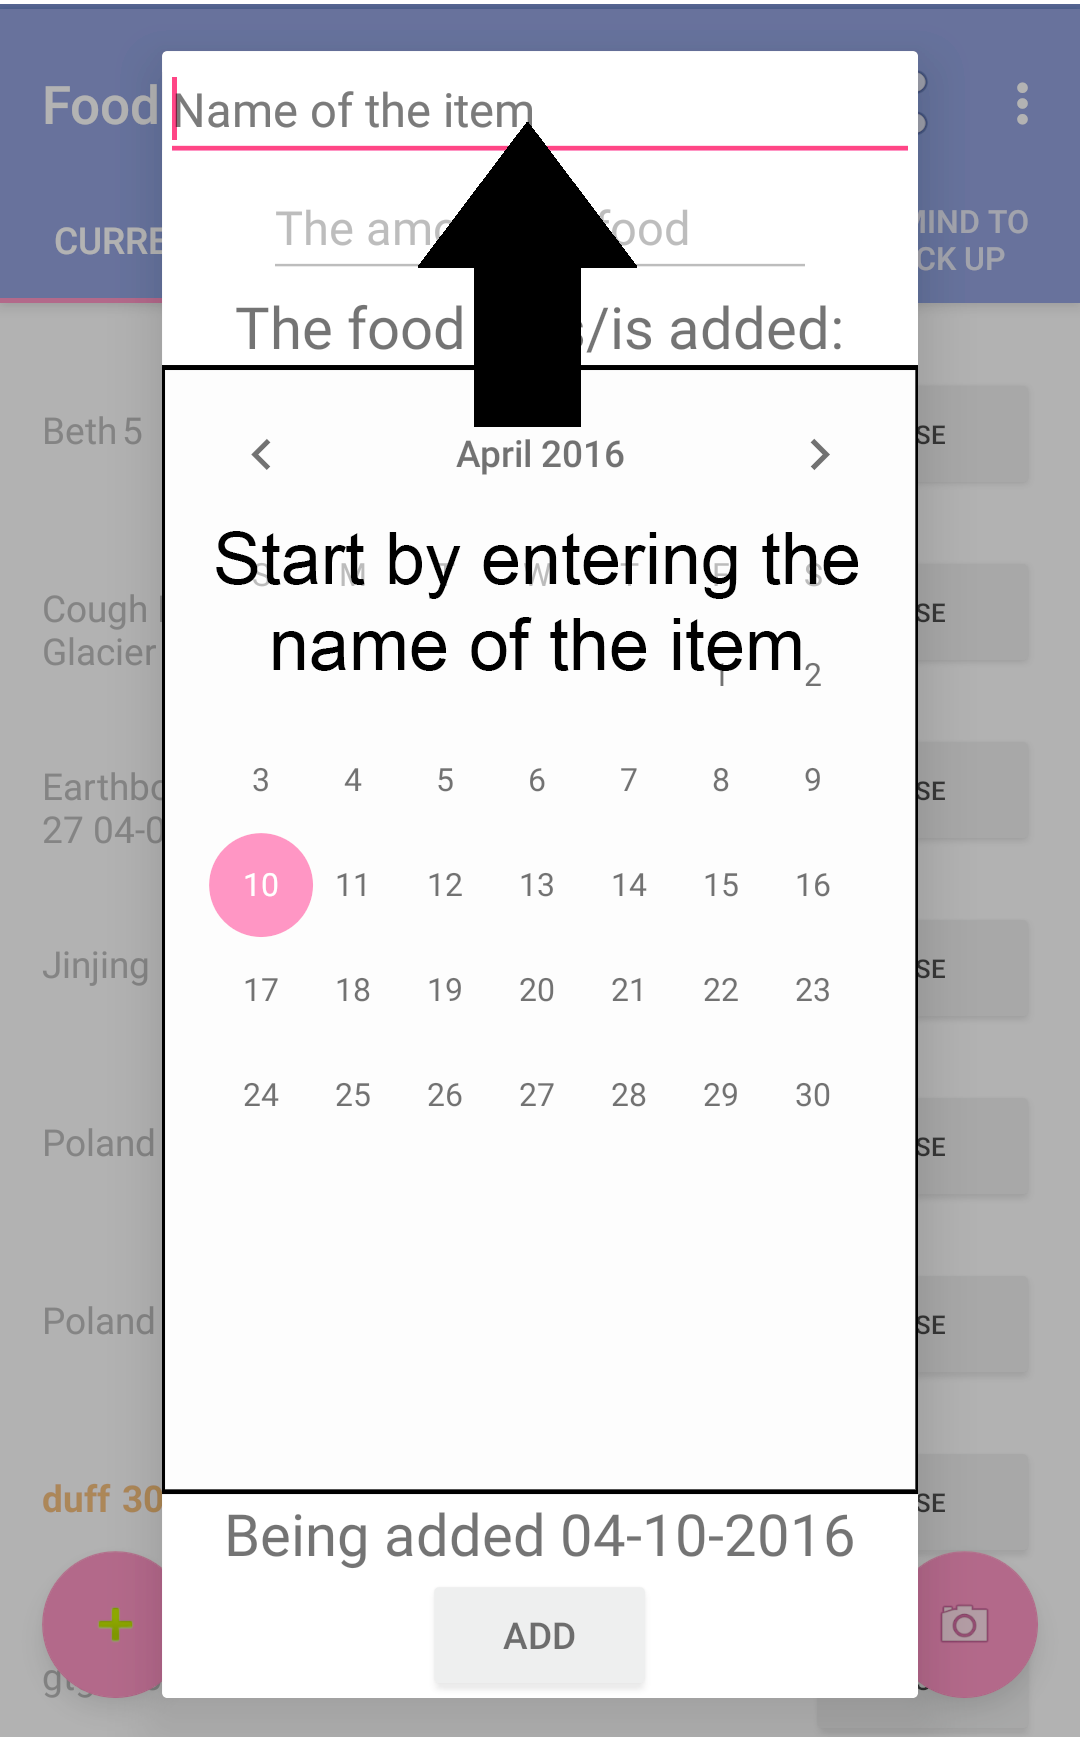 Food
Name of the item
CURRE
MIND TO
CK UP
The amo food
The food /is added:
Beth 5
SE
April 2016
Start by entering the
name of the item
S M T W T F S
1 2
Cough
Glacier
SE
3 4 5 6 7 8 9
Earthbo
27 04-0
SE
10 11 12 13 14 15 16
Jinjing
SE
17 18 19 20 21 22 23
24 25 26 27 28 29 30
Poland
SE
Poland
SE
duff 30
SE
Being added 04-10-2016
ADD